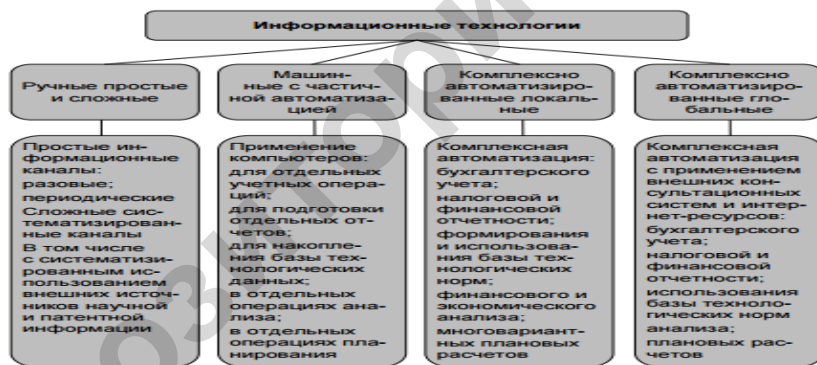 Информационные технологии
Ручные простые
и сложные
Машин-
ные с частич-
ной автоматиза-
цией
Комплексно
автоматизиро-
ванные локаль-
ные
Комплексно
автоматизиро-
ванные гло-
бальные
Простые ин-
формационные
каналы:
разовые;
периодические
Сложные сис-
тематизирован-
ные каналы
В том числе
с системати­зи-
рованным ис-
пользованием
внешних источ-
ников научной
и патентной
информации
Применение
компьютеров:
для отдельных
учетных опера-
ций;
для подготовки
отдельных от-
четов;
для накопле-
ния базы тех-
нологических
данных;
в отдельных
операциях ана-
лиза;
в отдельных
операциях пла-
нирования
Комплексная
автоматизация:
бухгалтерского
учета;
налоговой и
финансовой
отчетности;
формирования
и использова-
ния базы тех-
нологических
норм;
финансового и
экономического
анализа;
многовариант-
ных плановых
расчетов
Комплексная
автоматизация
с применением
внешних кон-
сультационных
систем и интер-
нет-ресурсов:
бухгалтерского
учета;
налоговой и
финансовой
отчетности;
использования
базы техноло-
гических норм
анализа;
плановых рас-
четов